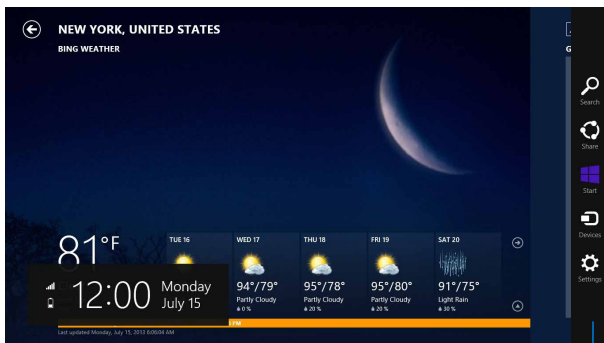 NEW YORK, UNITED STATES
BING WEATHER
81°F
TUE 16
WED 17
94°/79°
Partly Cloudy
0 %
THU 18
95°/78°
Partly Cloudy
20 %
FRI 19
95°/80°
Partly Cloudy
20 %
SAT 20
91°/75°
Light Rain
30 %
12:00
Monday
July 15
PM
Last updated Monday, July 15, 2013 6:06:04 AM
G
Search
Share
Start
Devices
Settings